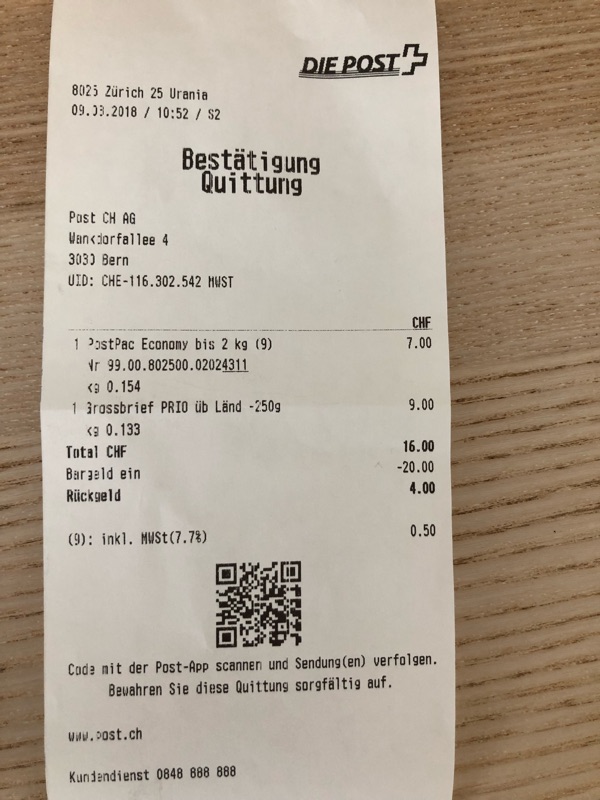 DIE POST
8025 Zürich 25 Urania
09.03.2018 / 10:52 / S2
Bestätigung
Quittung
Post CH AG
Wankdorfallee 4
3030 Bern
UID: CHE-116.302.542 MWST
CHF
1 PostPac Economy bis 2 kg (9) 7.00
Nr 99.00.802500.02024311
kg 0.154
1 Grossbrief PRIO üb Länd -250g 9.00
kg 0.133
Total CHF 16.00
Bargeld ein -20.00
Rückgeld 4.00
(9): inkl. MWSt(7.7%) 0.50
Code mit der Post-App scannen und Sendung(en) verfolgen.
Bewahren Sie diese Quittung sorgfältig auf.
www.post.ch
Kundendienst 0848 888 888